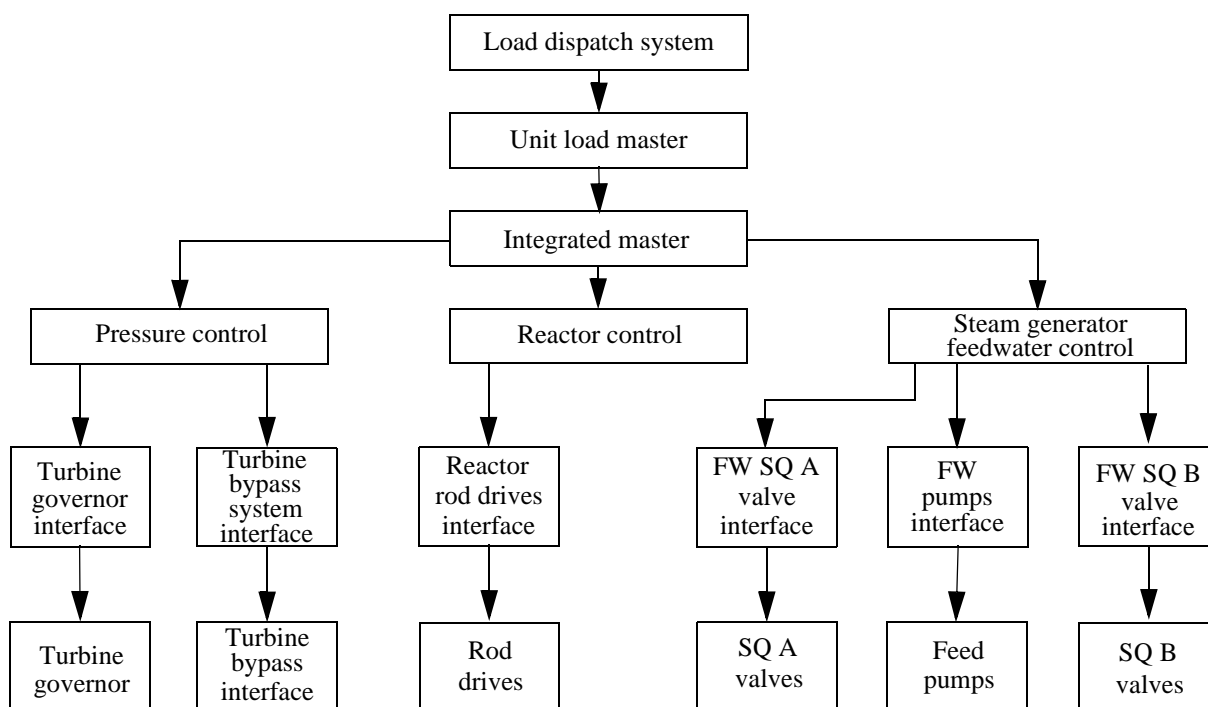 Load dispatch system
Unit load master
Integrated master
Pressure control
Reactor control
Steam generator
feedwater control
Turbine
governor
interface
Turbine
bypass
system
interface
Reactor
rod drives
interface
FW SQ A
valve
interface
FW
pumps
interface
FW SQ B
valve
interface
Turbine
governor
Turbine
bypass
interface
Rod
drives
SQ A
valves
Feed
pumps
SQ B
valves